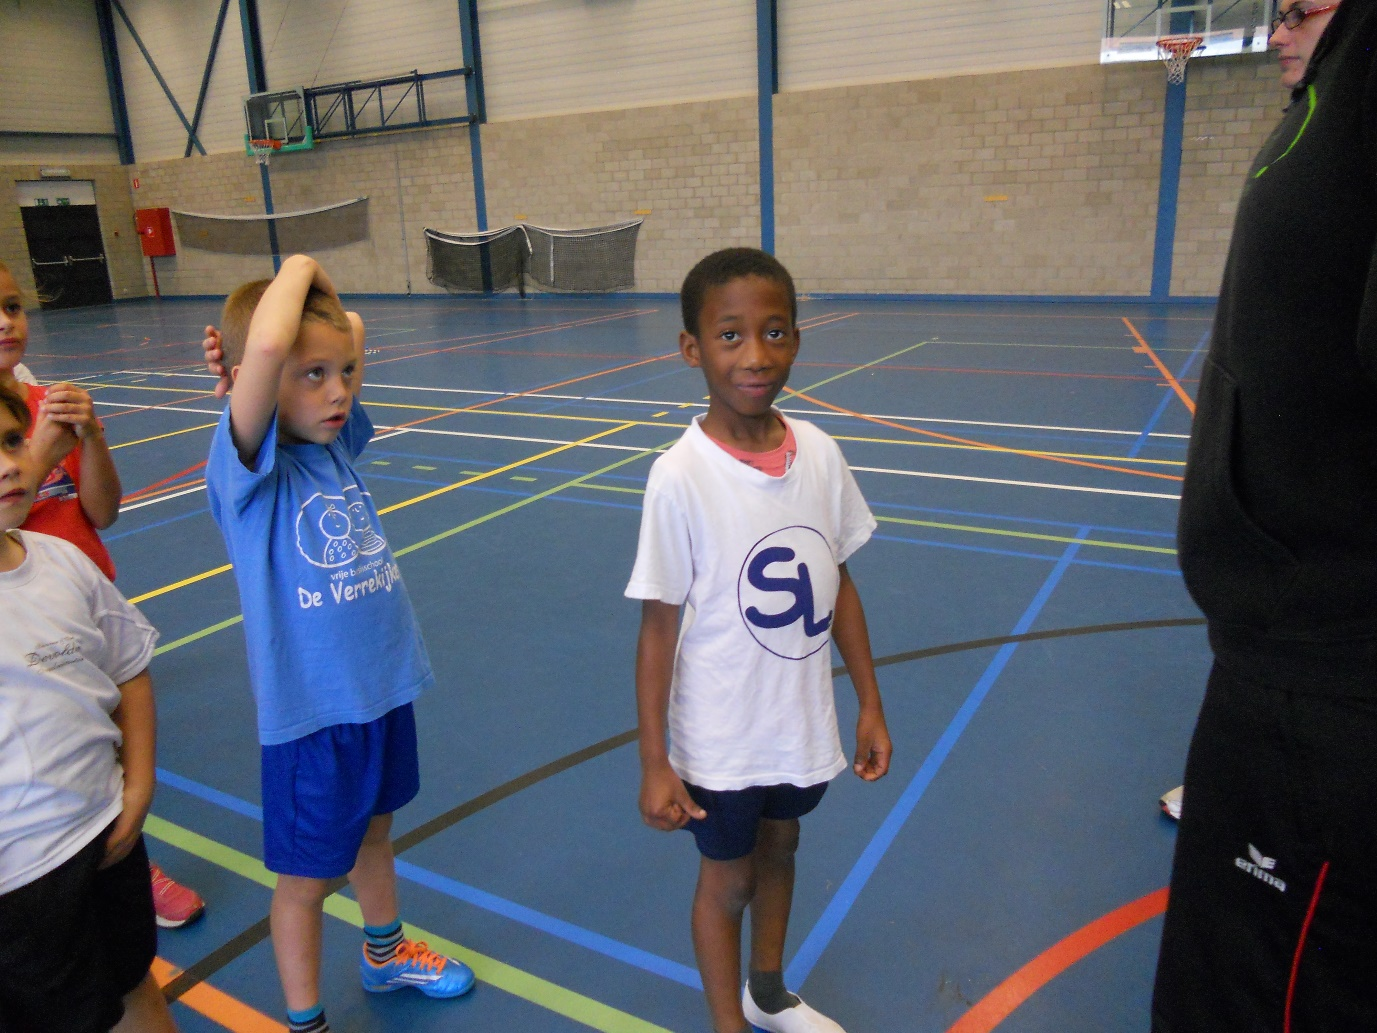 vrije basisschool
De Verrekijker
SL
erima